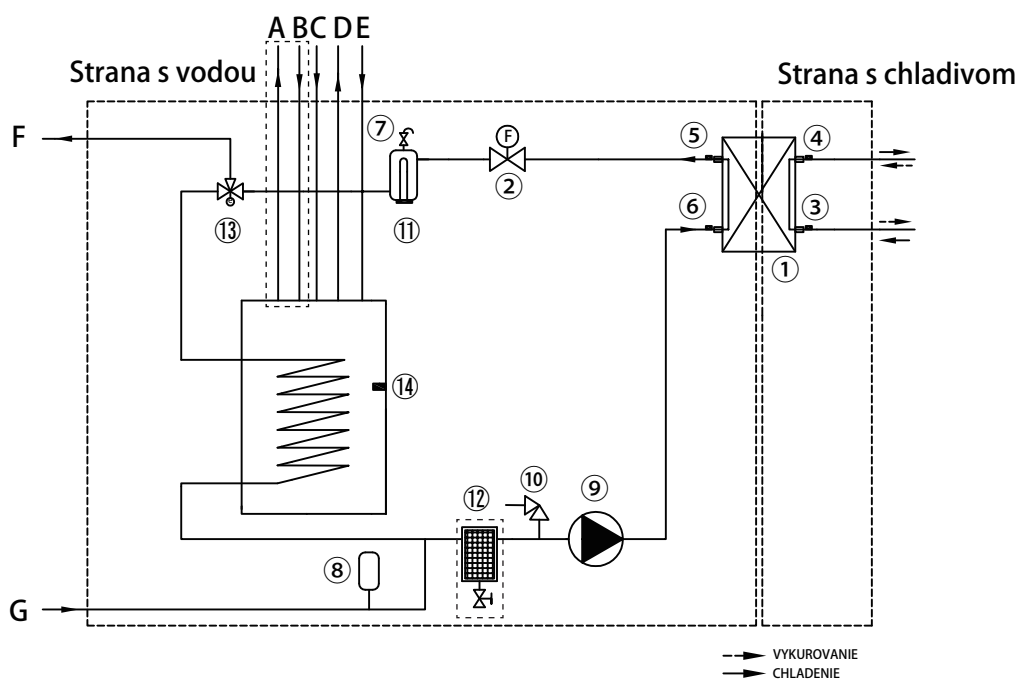 A B C D E
Strana s vodou
Strana s chladivom
F
⑦
F
②
⑤
④
⑬
⑪
⑥
③
①
⑭
⑩
⑨
⑫
⑧
G
VYKUROVANIE
CHLADENIE